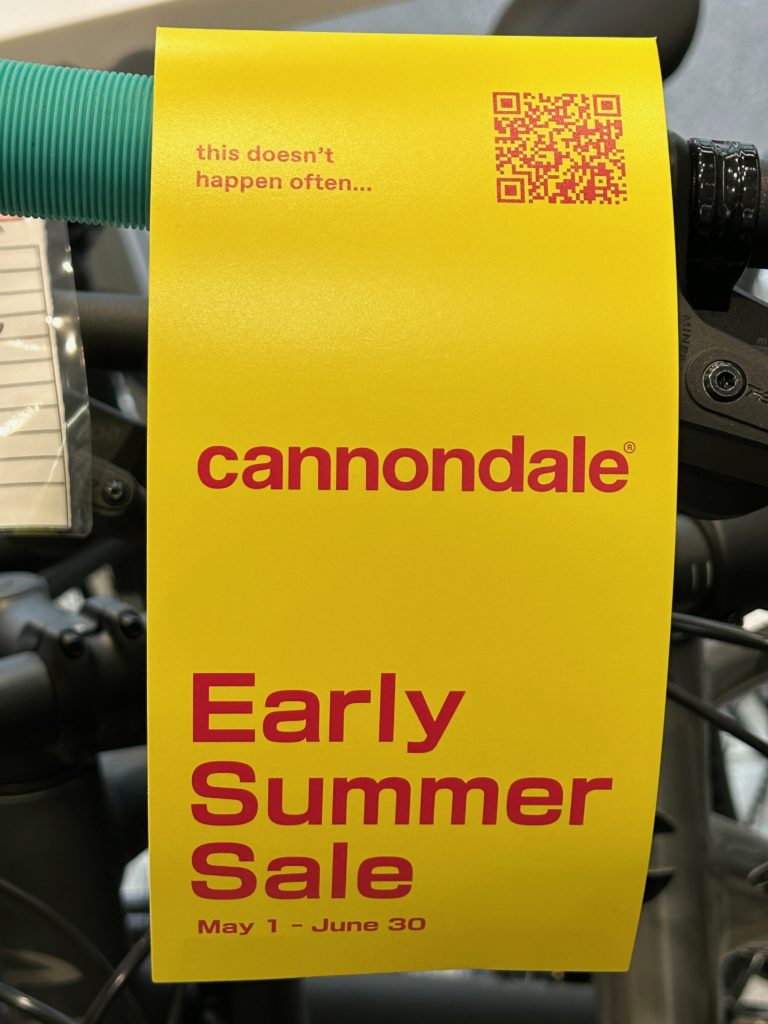 this doesn't
happen often...
cannondale®
Early
Summer
Sale
May 1 - June 30